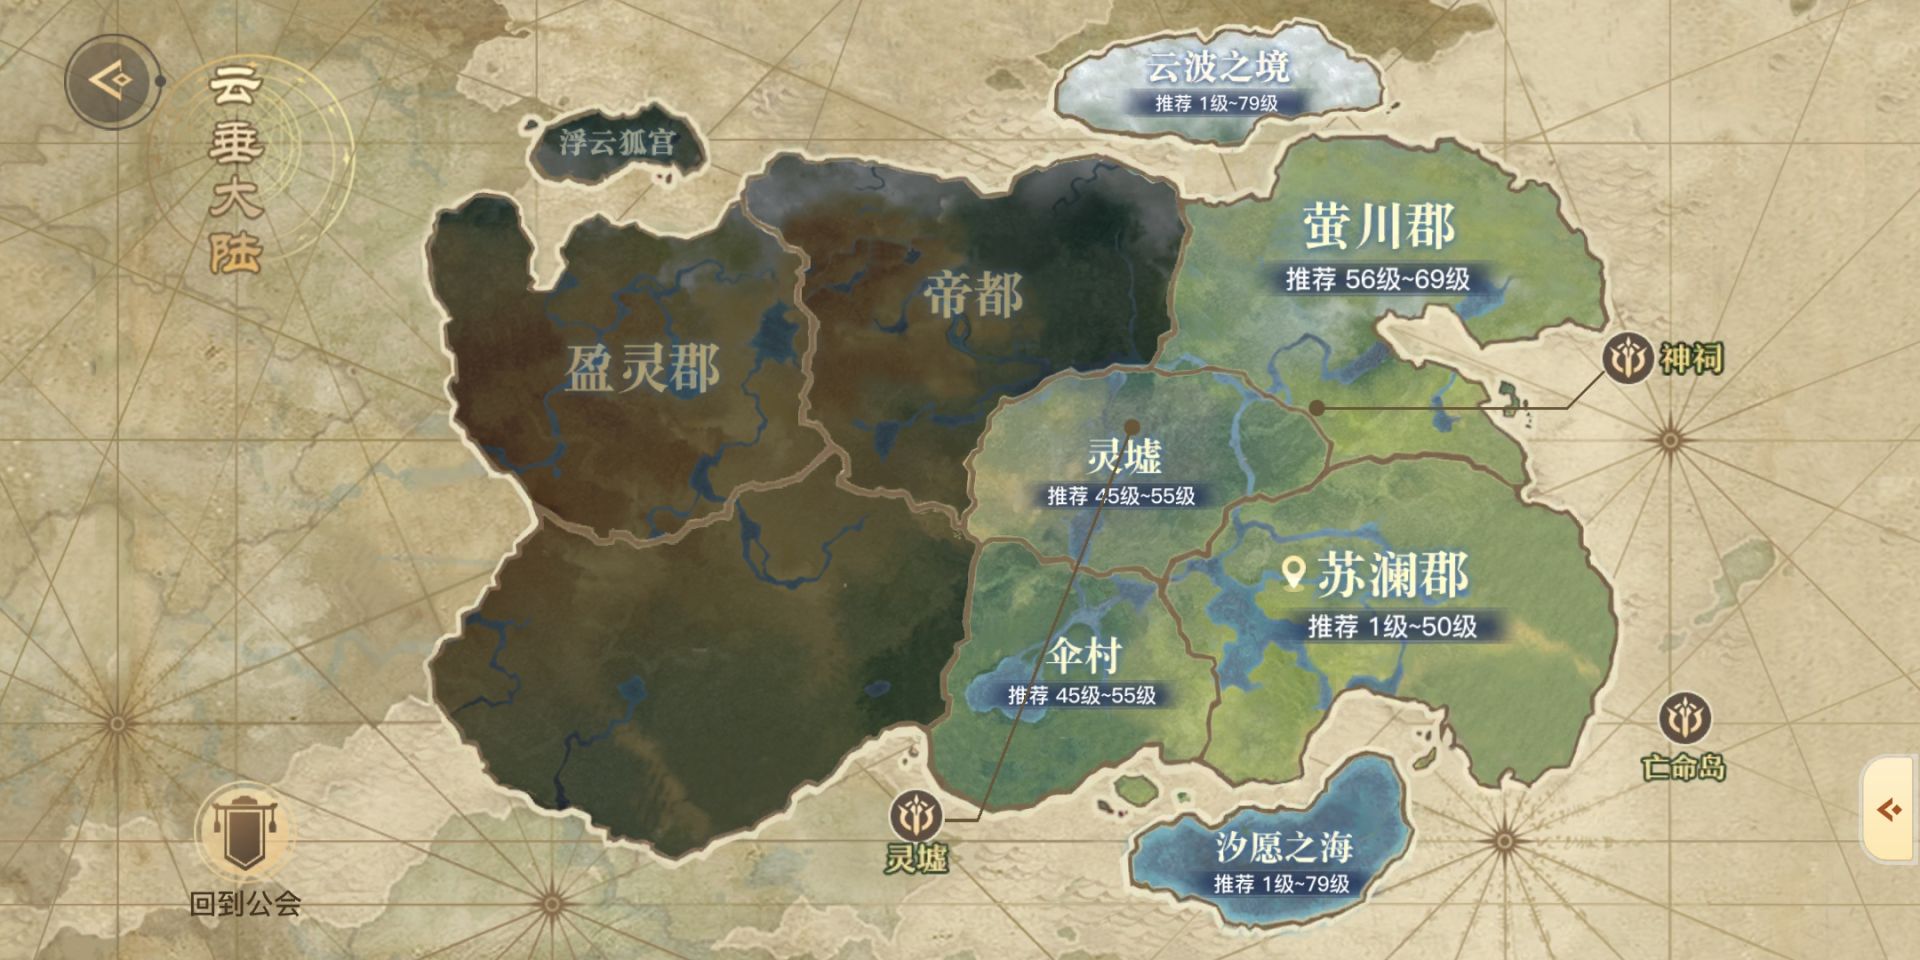 云垂大陆
云波之境
推荐 1级~79级
浮云狐宫
萤川郡
推荐 56级~69级
帝都
盈灵郡
神祠
灵墟
推荐 45级~55级
苏澜郡
推荐 1级~50级
伞村
推荐 45级~55级
亡命岛
灵墟
汐愿之海
推荐 1级~79级
回到公会